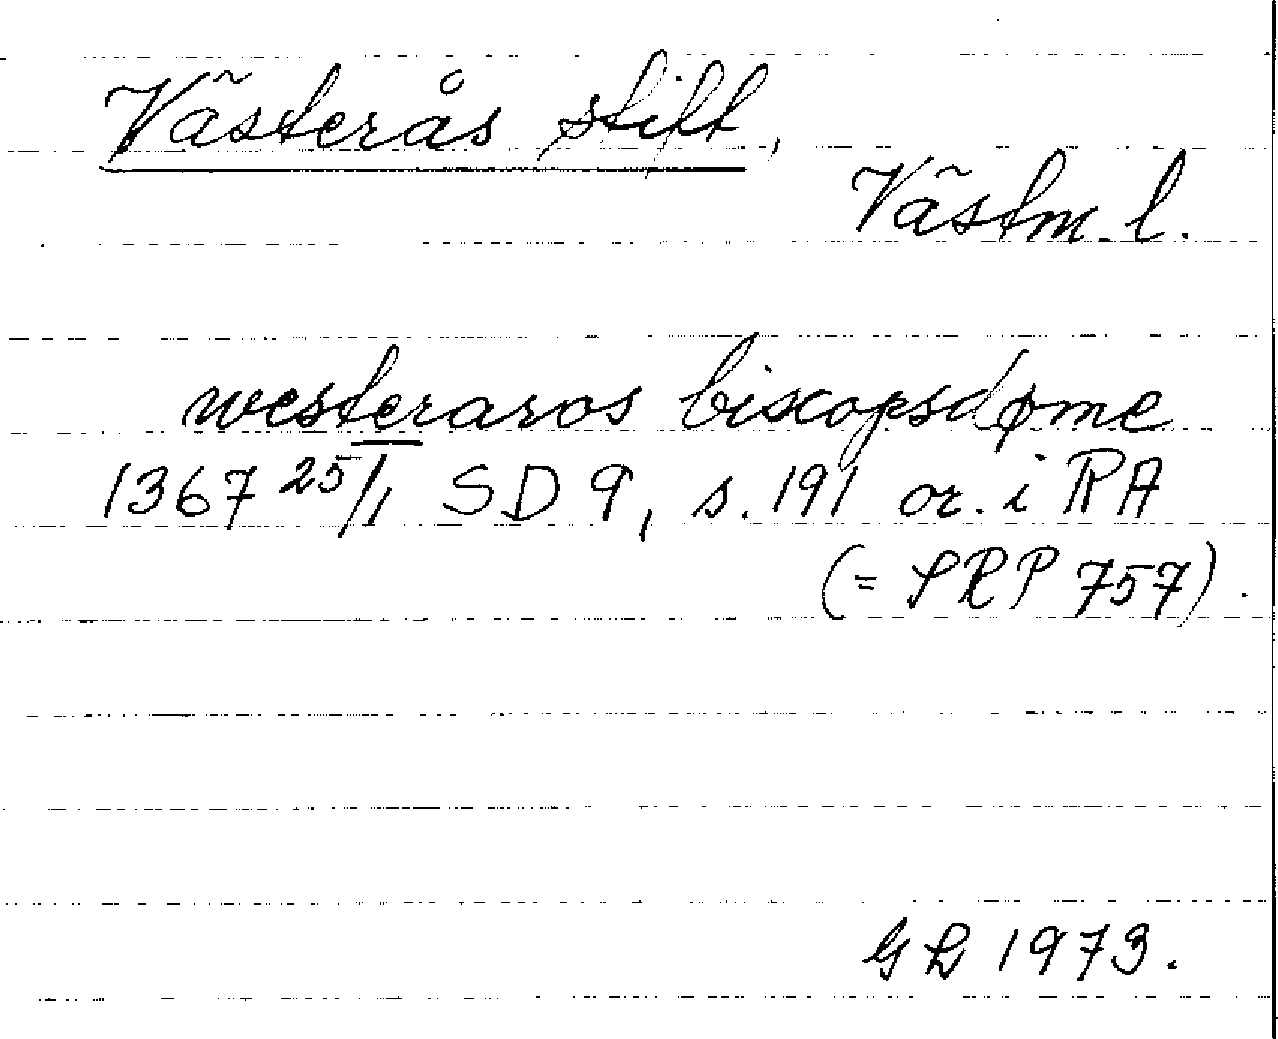 Västerås stift,
Västm. l.
westeraros biscopsdøme
1367 25/1 SD 9, s. 191 or. i RA
(= SRP 757).
GL 1973.